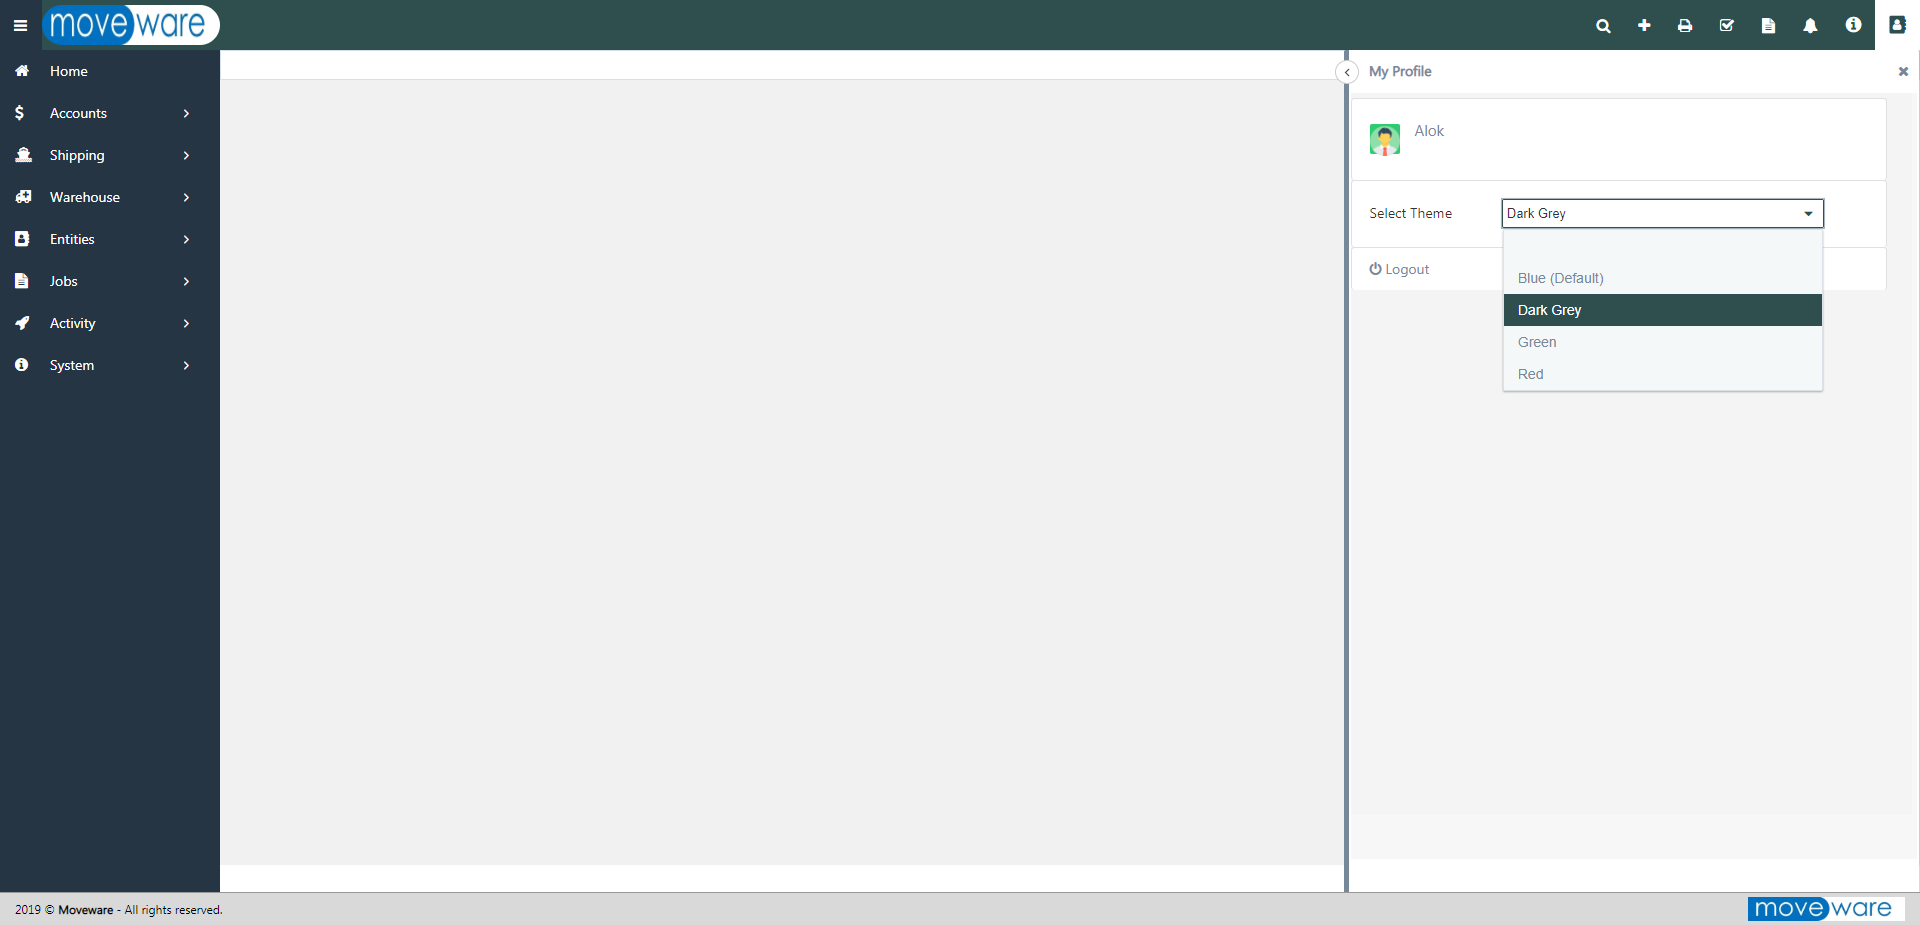 moveware
Home
Accounts
Shipping
Warehouse
Entities
Jobs
Activity
System
My Profile
Alok
Select Theme
Dark Grey
Blue (Default)
Dark Grey
Green
Red
Logout
2019 © Moveware - All rights reserved.
moveware